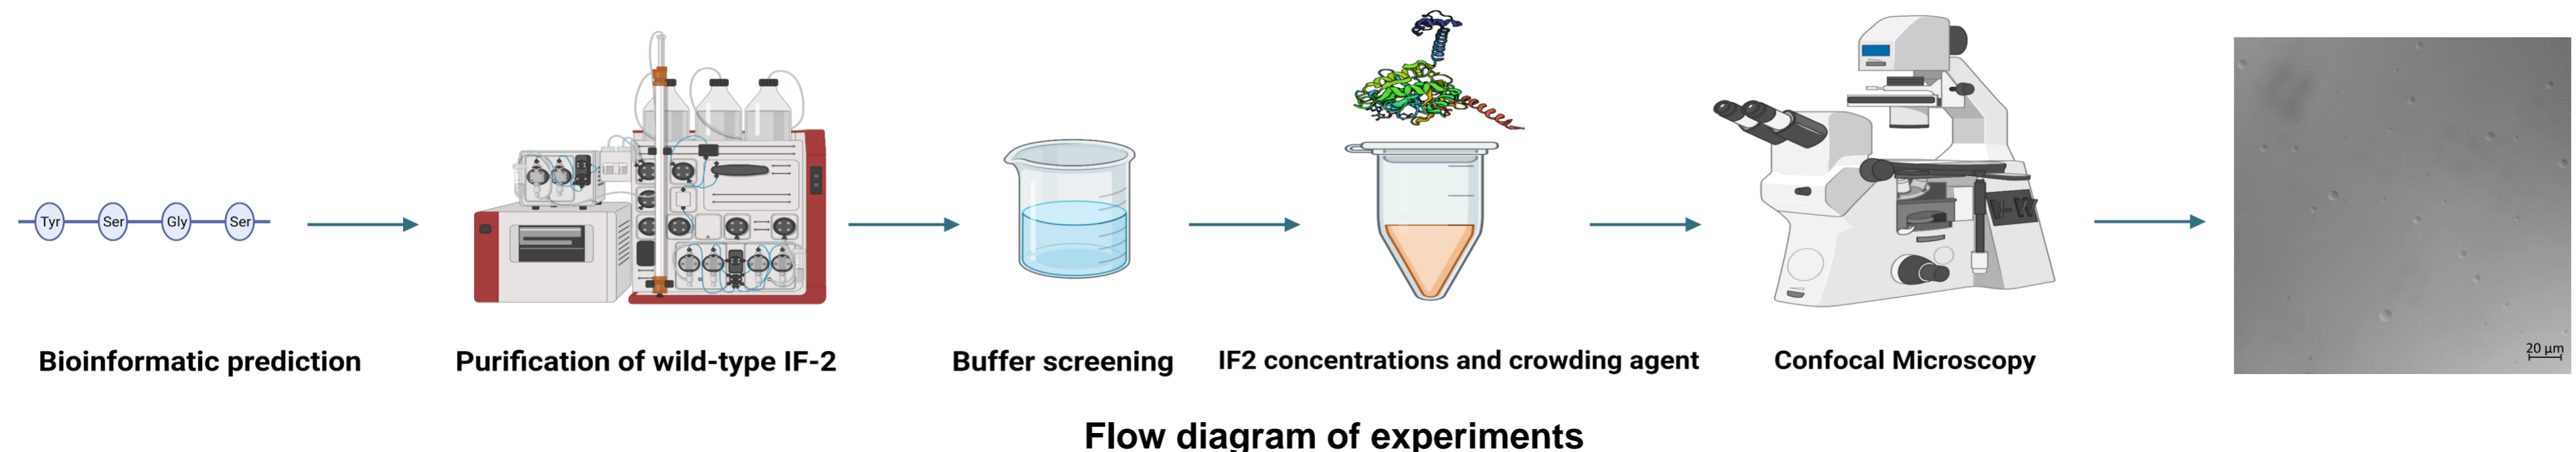 Tyr Ser Gly Ser
Bioinformatic prediction
Purification of wild-type IF-2
Buffer screening
IF2 concentrations and crowding agent
Confocal Microscopy
20 μm
Flow diagram of experiments